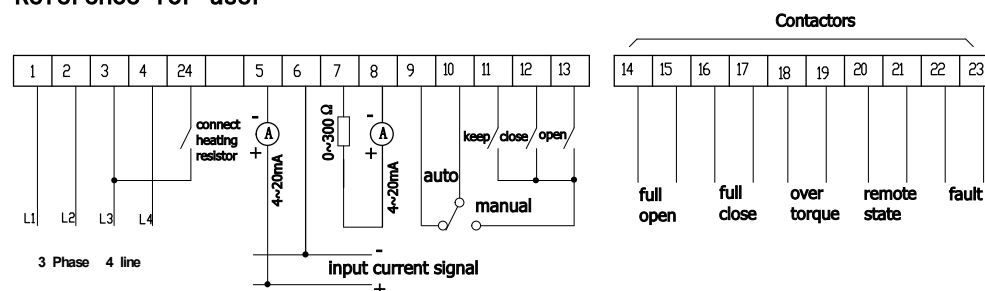 Contactors
1 2 3 4 24 5 6 7 8 9 10 11 12 13
14 15 16 17 18 19 20 21 22 23
connect
heating
resistor
- A +
4~20mA
0~300 Ω
- A +
4~20mA
keep close open
auto
manual
L1 L2 L3 L4
3 Phase 4 line
-
input current signal
+
full
open
full
close
over
torque
remote
state
fault